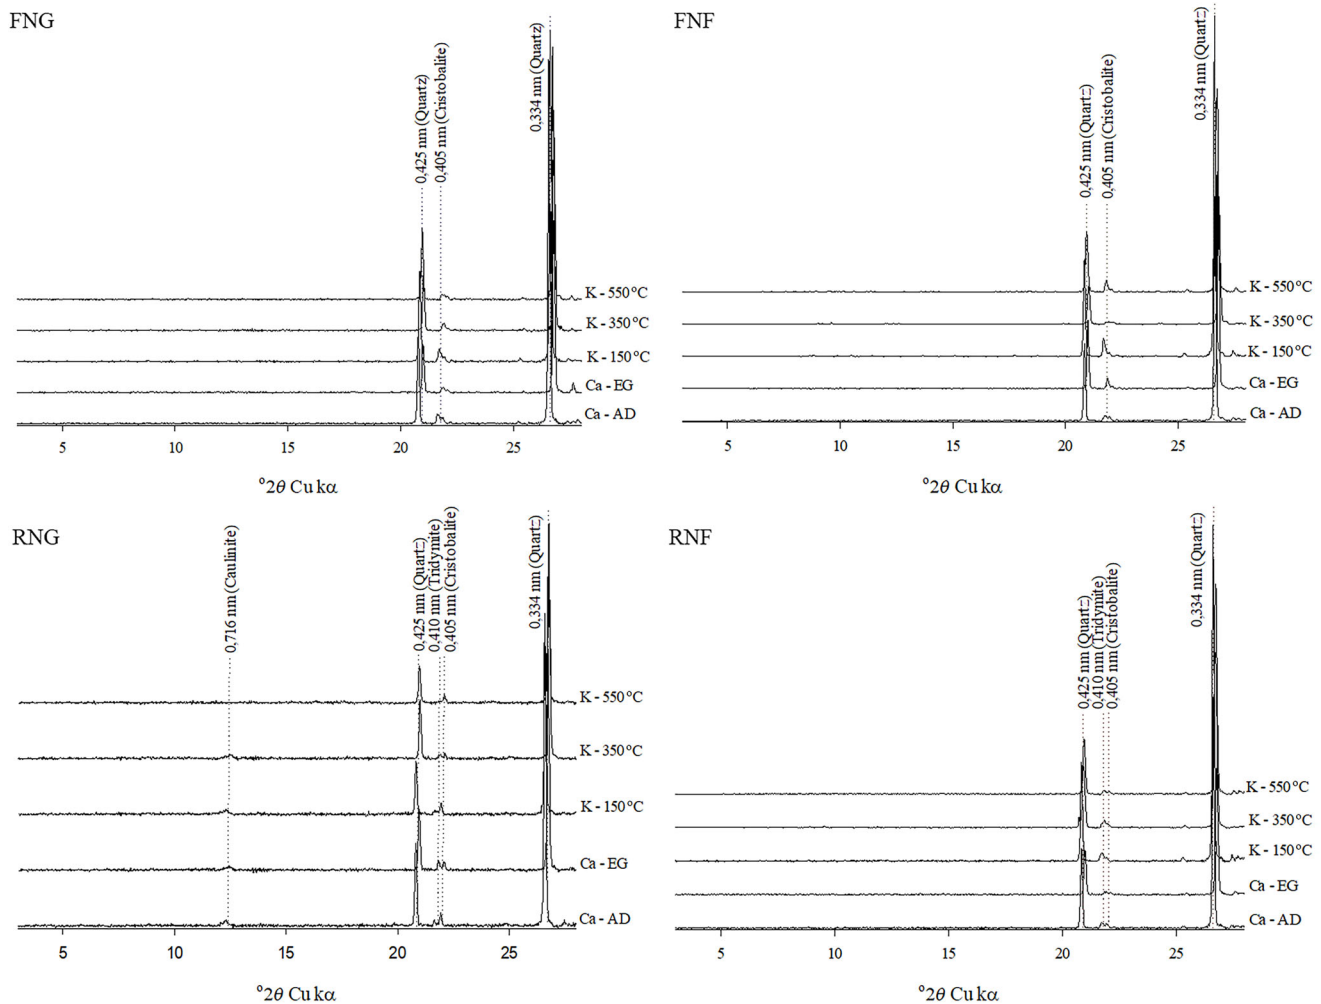 FNG
0,425 nm (Quartz)
0,405 nm (Cristobalite)
0,334 nm (Quartz)
K - 550°C
K - 350°C
K - 150°C
Ca - EG
Ca - AD
5 10 15 20 25
°2θ Cu kα
FNF
0,425 nm (Quartz)
0,405 nm (Cristobalite)
0,334 nm (Quartz)
K - 550°C
K - 350°C
K - 150°C
Ca - EG
Ca - AD
5 10 15 20 25
°2θ Cu kα
RNG
0,716 nm (Caulinite)
0,425 nm (Quartz)
0,410 nm (Tridymite)
0,405 nm (Cristobalite)
0,334 nm (Quartz)
K - 550°C
K - 350°C
K - 150°C
Ca - EG
Ca - AD
5 10 15 20 25
°2θ Cu kα
RNF
0,425 nm (Quartz)
0,410 nm (Tridymite)
0,405 nm (Cristobalite)
0,334 nm (Quartz)
K - 550°C
K - 350°C
K - 150°C
Ca - EG
Ca - AD
5 10 15 20 25
°2θ Cu kα